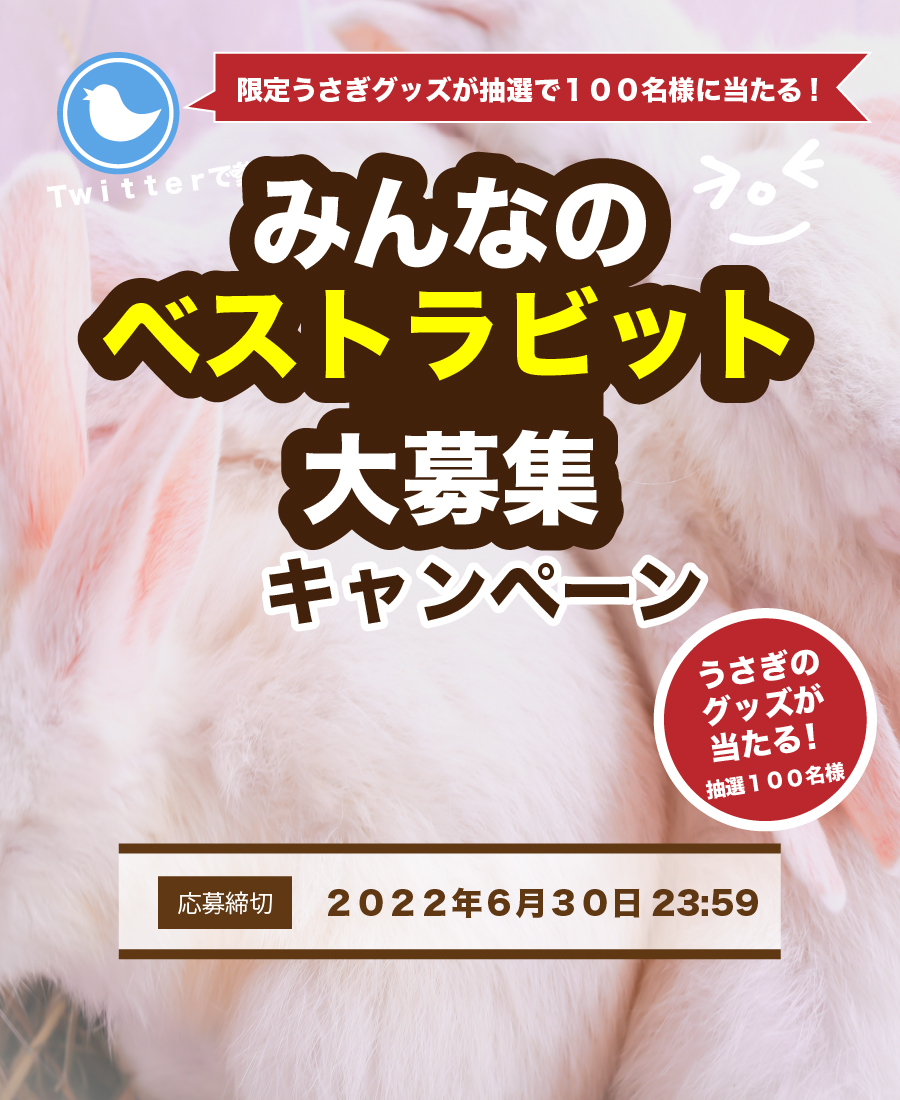 限定うさぎグッズが抽選で１００名様に当たる！
Ｔｗｉｔｔｅｒで
みんなの
ベストラビット
大募集
キャンペーン
うさぎの
グッズが
当たる！
抽選１００名様
応募締切
２０２２年６月３０日 23:59